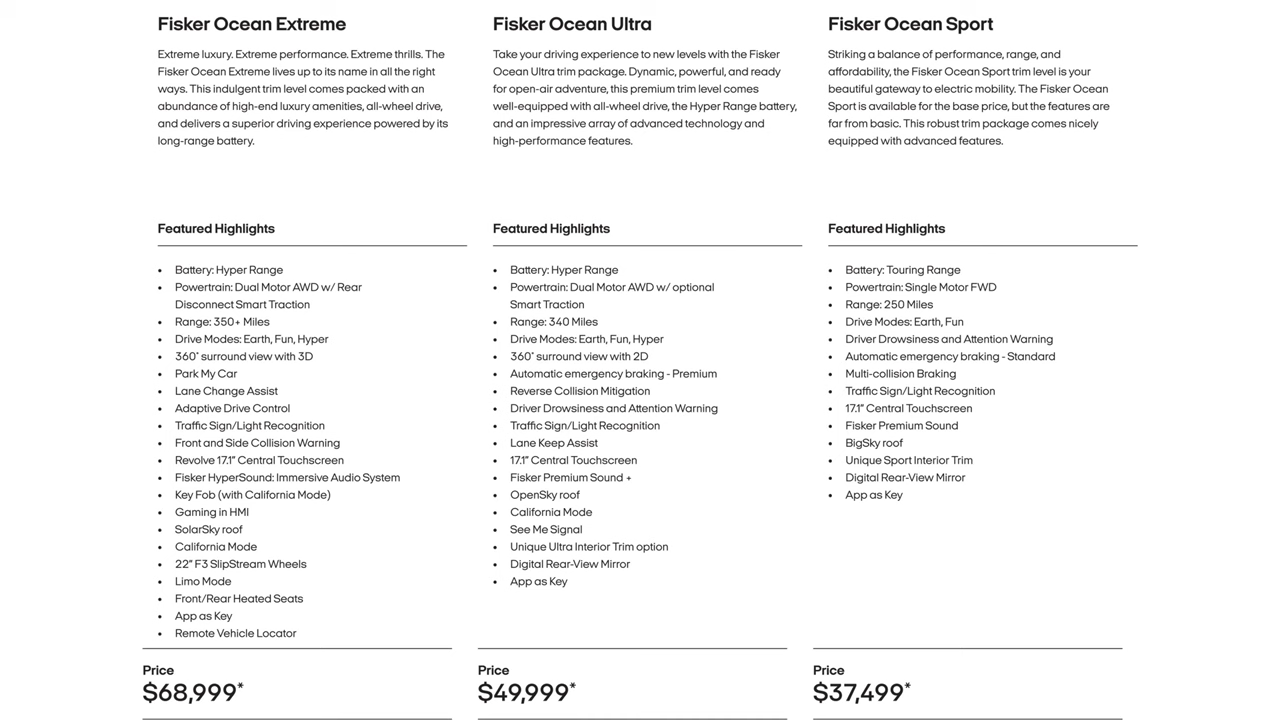 Fisker Ocean Extreme
Extreme luxury. Extreme performance. Extreme thrills. The
Fisker Ocean Extreme lives up to its name in all the right
ways. This indulgent trim level comes packed with an
abundance of high-end luxury amenities, all-wheel drive,
and delivers a superior driving experience powered by its
long-range battery.
Featured Highlights
• Battery: Hyper Range
• Powertrain: Dual Motor AWD w/ Rear
Disconnect Smart Traction
• Range: 350+ Miles
• Drive Modes: Earth, Fun, Hyper
• 360° surround view with 3D
• Park My Car
• Lane Change Assist
• Adaptive Drive Control
• Traffic Sign/Light Recognition
• Front and Side Collision Warning
• Revolve 17.1” Central Touchscreen
• Fisker HyperSound: Immersive Audio System
• Key Fob (with California Mode)
• Gaming in HMI
• SolarSky roof
• California Mode
• 22” F3 SlipStream Wheels
• Limo Mode
• Front/Rear Heated Seats
• App as Key
• Remote Vehicle Locator
Price
$68,999*
Fisker Ocean Ultra
Take your driving experience to new levels with the Fisker
Ocean Ultra trim package. Dynamic, powerful, and ready
for open-air adventure, this premium trim level comes
well-equipped with all-wheel drive, the Hyper Range battery,
and an impressive array of advanced technology and
high-performance features.
Featured Highlights
• Battery: Hyper Range
• Powertrain: Dual Motor AWD w/ optional
Smart Traction
• Range: 340 Miles
• Drive Modes: Earth, Fun, Hyper
• 360° surround view with 2D
• Automatic emergency braking - Premium
• Reverse Collision Mitigation
• Driver Drowsiness and Attention Warning
• Traffic Sign/Light Recognition
• Lane Keep Assist
• 17.1” Central Touchscreen
• Fisker Premium Sound +
• OpenSky roof
• California Mode
• See Me Signal
• Unique Ultra Interior Trim option
• Digital Rear-View Mirror
• App as Key
Price
$49,999*
Fisker Ocean Sport
Striking a balance of performance, range, and
affordability, the Fisker Ocean Sport trim level is your
beautiful gateway to electric mobility. The Fisker Ocean
Sport is available for the base price, but the features are
far from basic. This robust trim package comes nicely
equipped with advanced features.
Featured Highlights
• Battery: Touring Range
• Powertrain: Single Motor FWD
• Range: 250 Miles
• Drive Modes: Earth, Fun
• Driver Drowsiness and Attention Warning
• Automatic emergency braking - Standard
• Multi-collision Braking
• Traffic Sign/Light Recognition
• 17.1” Central Touchscreen
• Fisker Premium Sound
• BigSky roof
• Unique Sport Interior Trim
• Digital Rear-View Mirror
• App as Key
Price
$37,499*